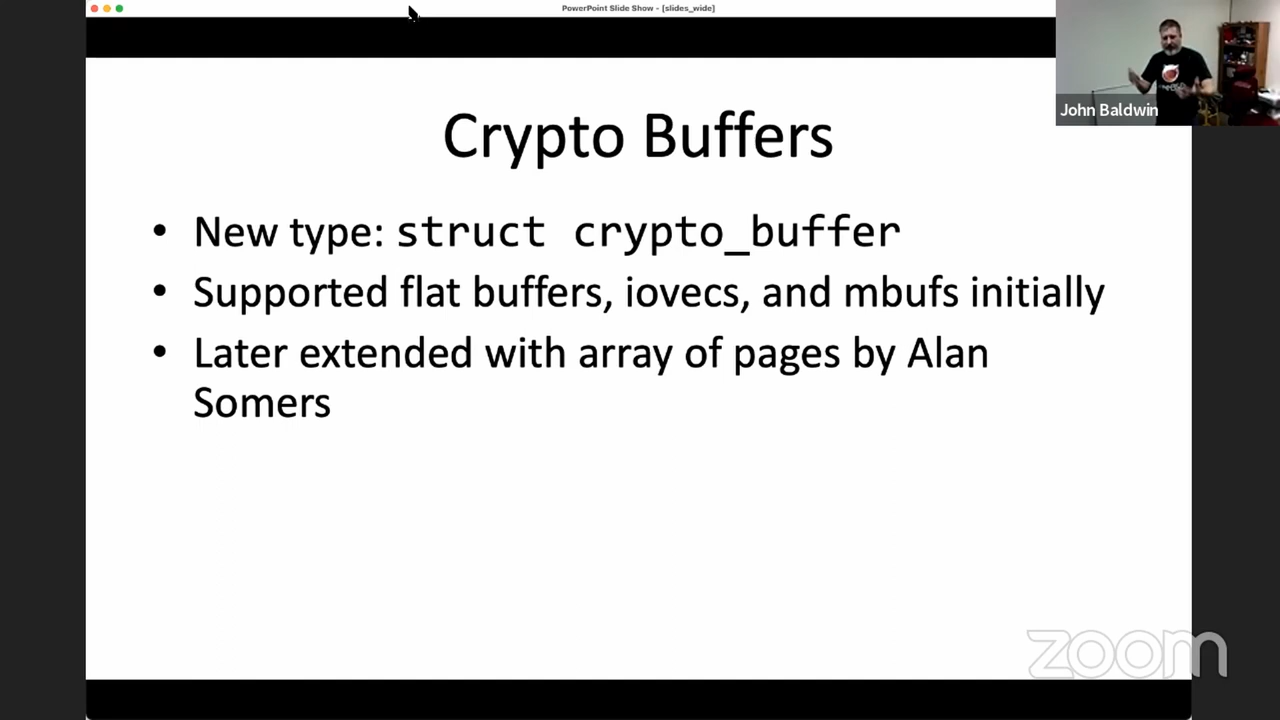 PowerPoint Slide Show - [slides_wide]
John Baldwin
Crypto Buffers
• New type: struct crypto_buffer
• Supported flat buffers, iovecs, and mbufs initially
• Later extended with array of pages by Alan
Somers
zoom